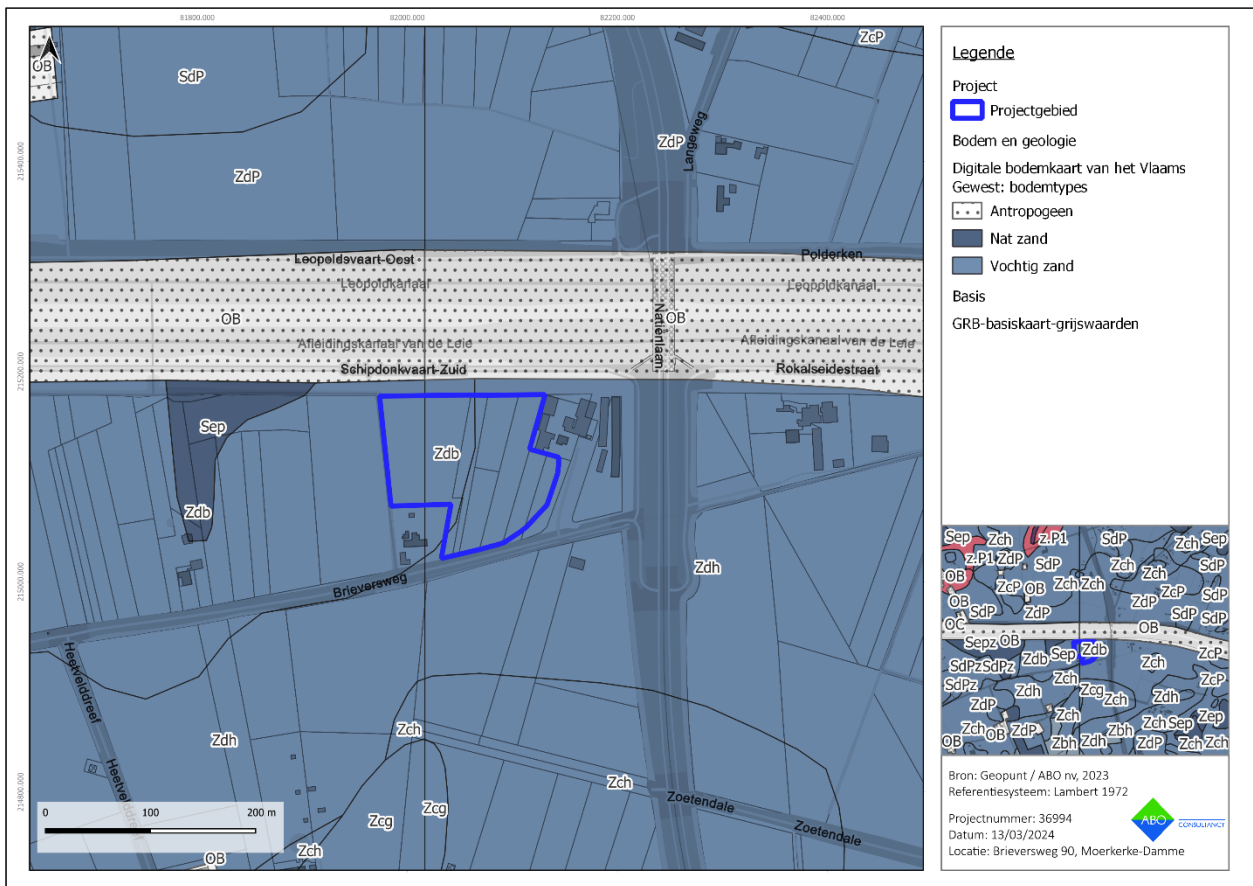 81800.000 82000.000 82200.000 82400.000
215400.000
215200.000
215000.000
214800.000
OB
SdP
ZcP
ZdP
ZdP
Langeweg
Leopoldsvaart-Oost
Polderken
Leopoldkanaal
Leopoldkanaal
OB
Natiënlaan
OB
Afleidingskanaal van de Leie
Afleidingskanaal van de Leie
Schipdonkvaart-Zuid
Rokalseidestraat
Sep
Zdb
Zdb
Zdh
Brieversweg
Heetvelddreef
Heetvelddreef
Zdh
Zch
Zch
Zcg
Zcg
Zch
OB
Zoetendale
Zoetendale
0 100 200 m
Legende
Project
Projectgebied
Bodem en geologie
Digitale bodemkaart van het Vlaams
Gewest: bodemtypes
Antropogeen
Nat zand
Vochtig zand
Basis
GRB-basiskaart-grijswaarden
Sep Zch z.P1 SdP Zch Sep
z.P1 ZdP SdP Zch SdP
OB ZcP OB Zch Zch Zch ZcP SdP
OB SdP ZdP ZdP SdP SdP
OC OB
Sepz OB Zdb Sep Zdb ZcP
SdPz SdPz Zch Zch ZcP
SdPz Zdh Zcg Zch Zdh
ZdP Zch
Zch OB ZdP Zbh Zch Sep Zep
OB Zbh Zdh ZdP Zch Zch
Bron: Geopunt / ABO nv, 2023
Referentiesysteem: Lambert 1972
Projectnummer: 36994
Datum: 13/03/2024
Locatie: Brieversweg 90, Moerkerke-Damme
ABO
CONSULTANCY